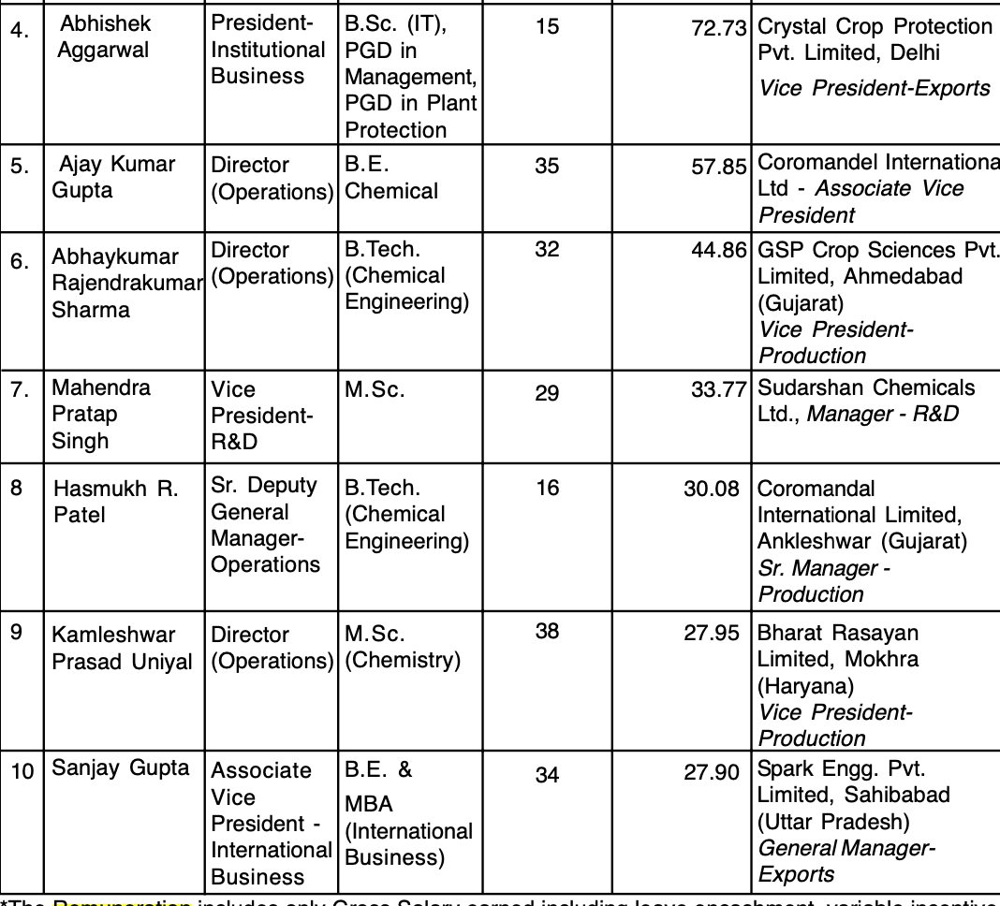 4. Abhishek Aggarwal President- Institutional Business B.Sc. (IT), PGD in Management, PGD in Plant Protection 15 72.73 Crystal Crop Protection Pvt. Limited, Delhi Vice President-Exports
5. Ajay Kumar Gupta Director (Operations) B.E. Chemical 35 57.85 Coromandel Internationa Ltd - Associate Vice President
6. Abhaykumar Rajendrakumar Sharma Director (Operations) B.Tech. (Chemical Engineering) 32 44.86 GSP Crop Sciences Pvt. Limited, Ahmedabad (Gujarat) Vice President- Production
7. Mahendra Pratap Singh Vice President- R&D M.Sc. 29 33.77 Sudarshan Chemicals Ltd., Manager - R&D
8 Hasmukh R. Patel Sr. Deputy General Manager- Operations B.Tech. (Chemical Engineering) 16 30.08 Coromandal International Limited, Ankleshwar (Gujarat) Sr. Manager - Production
9 Kamleshwar Prasad Uniyal Director (Operations) M.Sc. (Chemistry) 38 27.95 Bharat Rasayan Limited, Mokhra (Haryana) Vice President- Production
10 Sanjay Gupta Associate Vice President - International Business B.E. & MBA (International Business) 34 27.90 Spark Engg. Pvt. Limited, Sahibabad (Uttar Pradesh) General Manager- Exports
*The Remuneration includes only Gross Salary earned including leave encashment, variable incentive